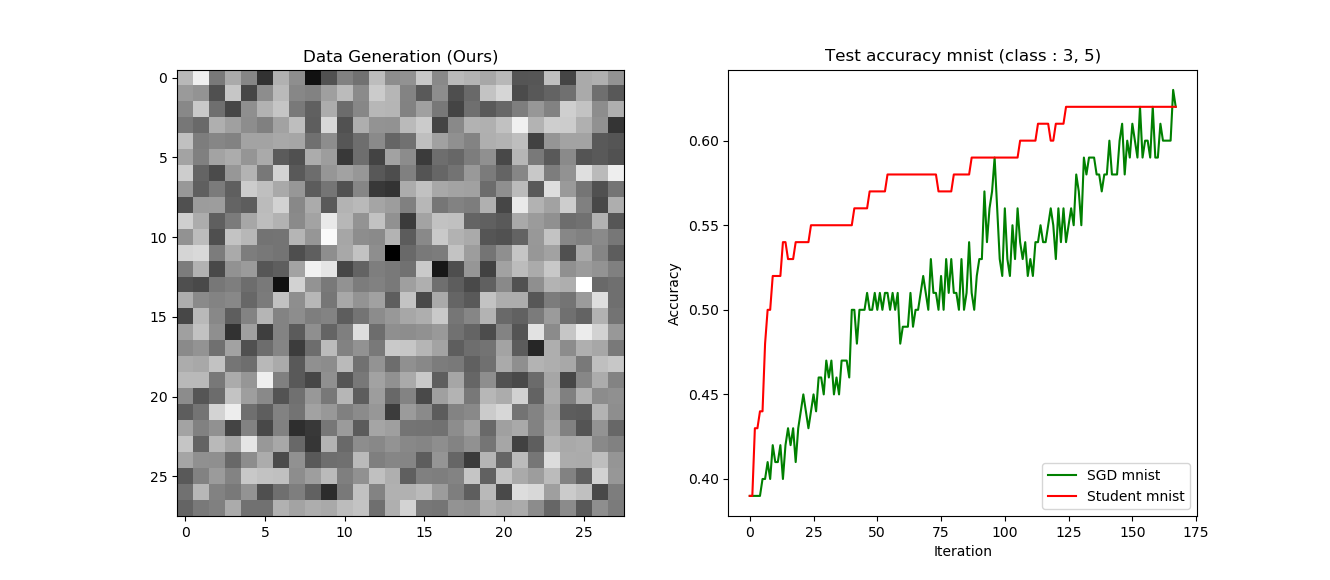 Data Generation (Ours)
0
5
10
15
20
25
0 5 10 15 20 25
Test accuracy mnist (class : 3, 5)
Accuracy
0.60
0.55
0.50
0.45
0.40
SGD mnist
Student mnist
0 25 50 75 100 125 150 175
Iteration